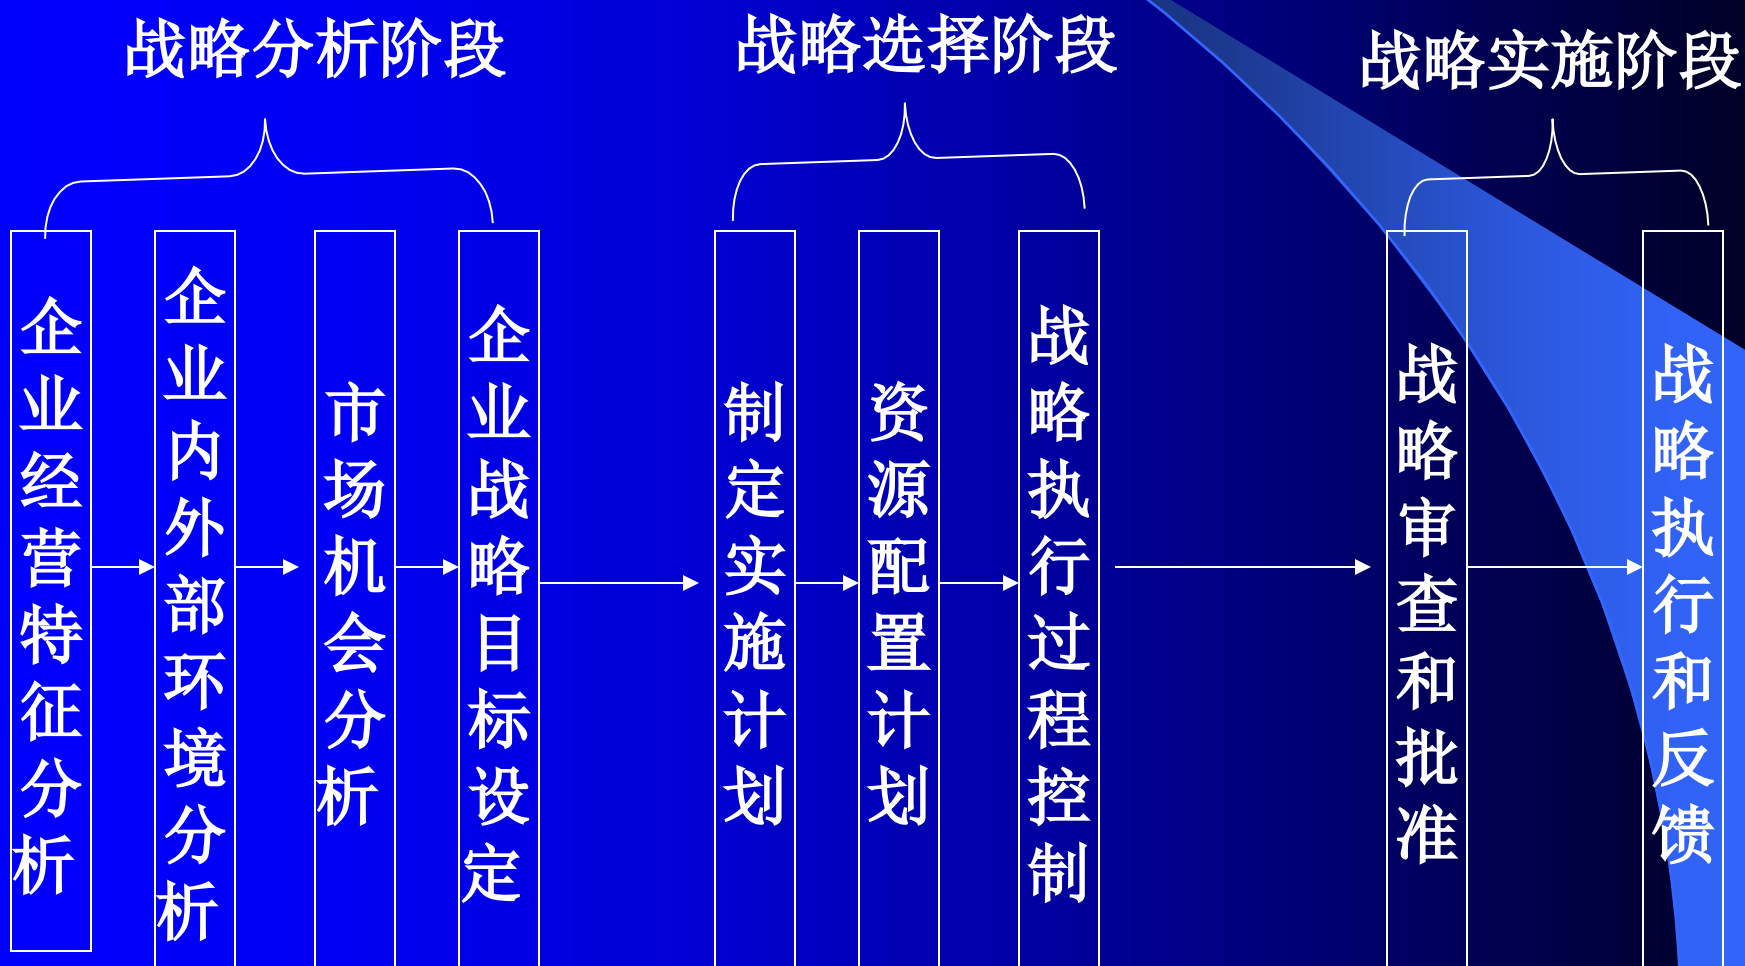 战略分析阶段
战略选择阶段
战略实施阶段
企业经营特征分析
企业内外部环境分析
市场机会分析
企业战略目标设定
制定实施计划
资源配置计划
战略执行过程控制
战略审查和批准
战略执行和反馈